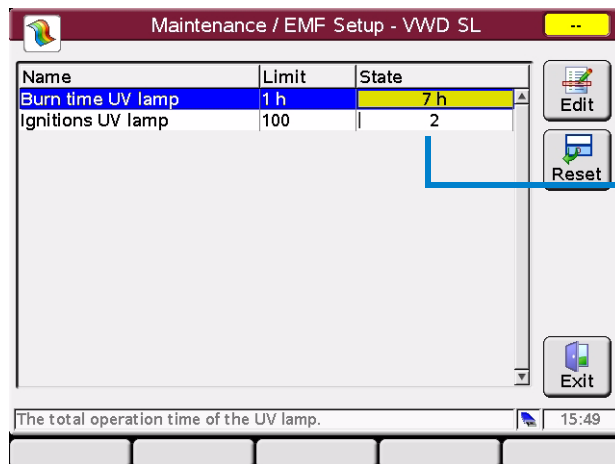 Maintenance / EMF Setup - VWD SL
--
Name Limit State
Burn time UV lamp 1 h 7 h
Ignitions UV lamp 100 2
Edit
Reset
Exit
The total operation time of the UV lamp. 15:49